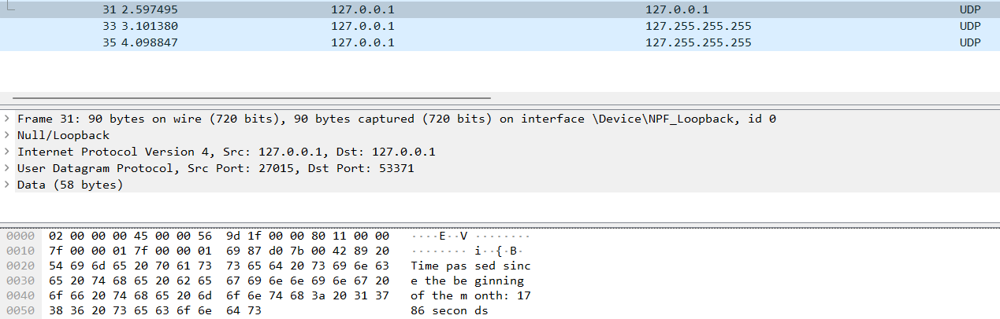 31 2.597495 127.0.0.1 127.0.0.1 UDP
33 3.101380 127.0.0.1 127.255.255.255 UDP
35 4.098847 127.0.0.1 127.255.255.255 UDP
> Frame 31: 90 bytes on wire (720 bits), 90 bytes captured (720 bits) on interface \Device\NPF_Loopback, id 0
> Null/Loopback
> Internet Protocol Version 4, Src: 127.0.0.1, Dst: 127.0.0.1
> User Datagram Protocol, Src Port: 27015, Dst Port: 53371
> Data (58 bytes)
0000 02 00 00 00 45 00 00 56 9d 1f 00 00 80 11 00 00 ····E··V ········
0010 7f 00 00 01 7f 00 00 01 69 87 d0 7b 00 42 89 20 ········ i··{·B· 
0020 54 69 6d 65 20 70 61 73 73 65 64 20 73 69 6e 63 Time pas sed sinc
0030 65 20 74 68 65 20 62 65 67 69 6e 6e 69 6e 67 20 e the be ginning 
0040 6f 66 20 74 68 65 20 6d 6f 6e 74 68 3a 20 31 37 of the m onth: 17
0050 38 36 20 73 65 63 6f 6e 64 73 86 secon ds